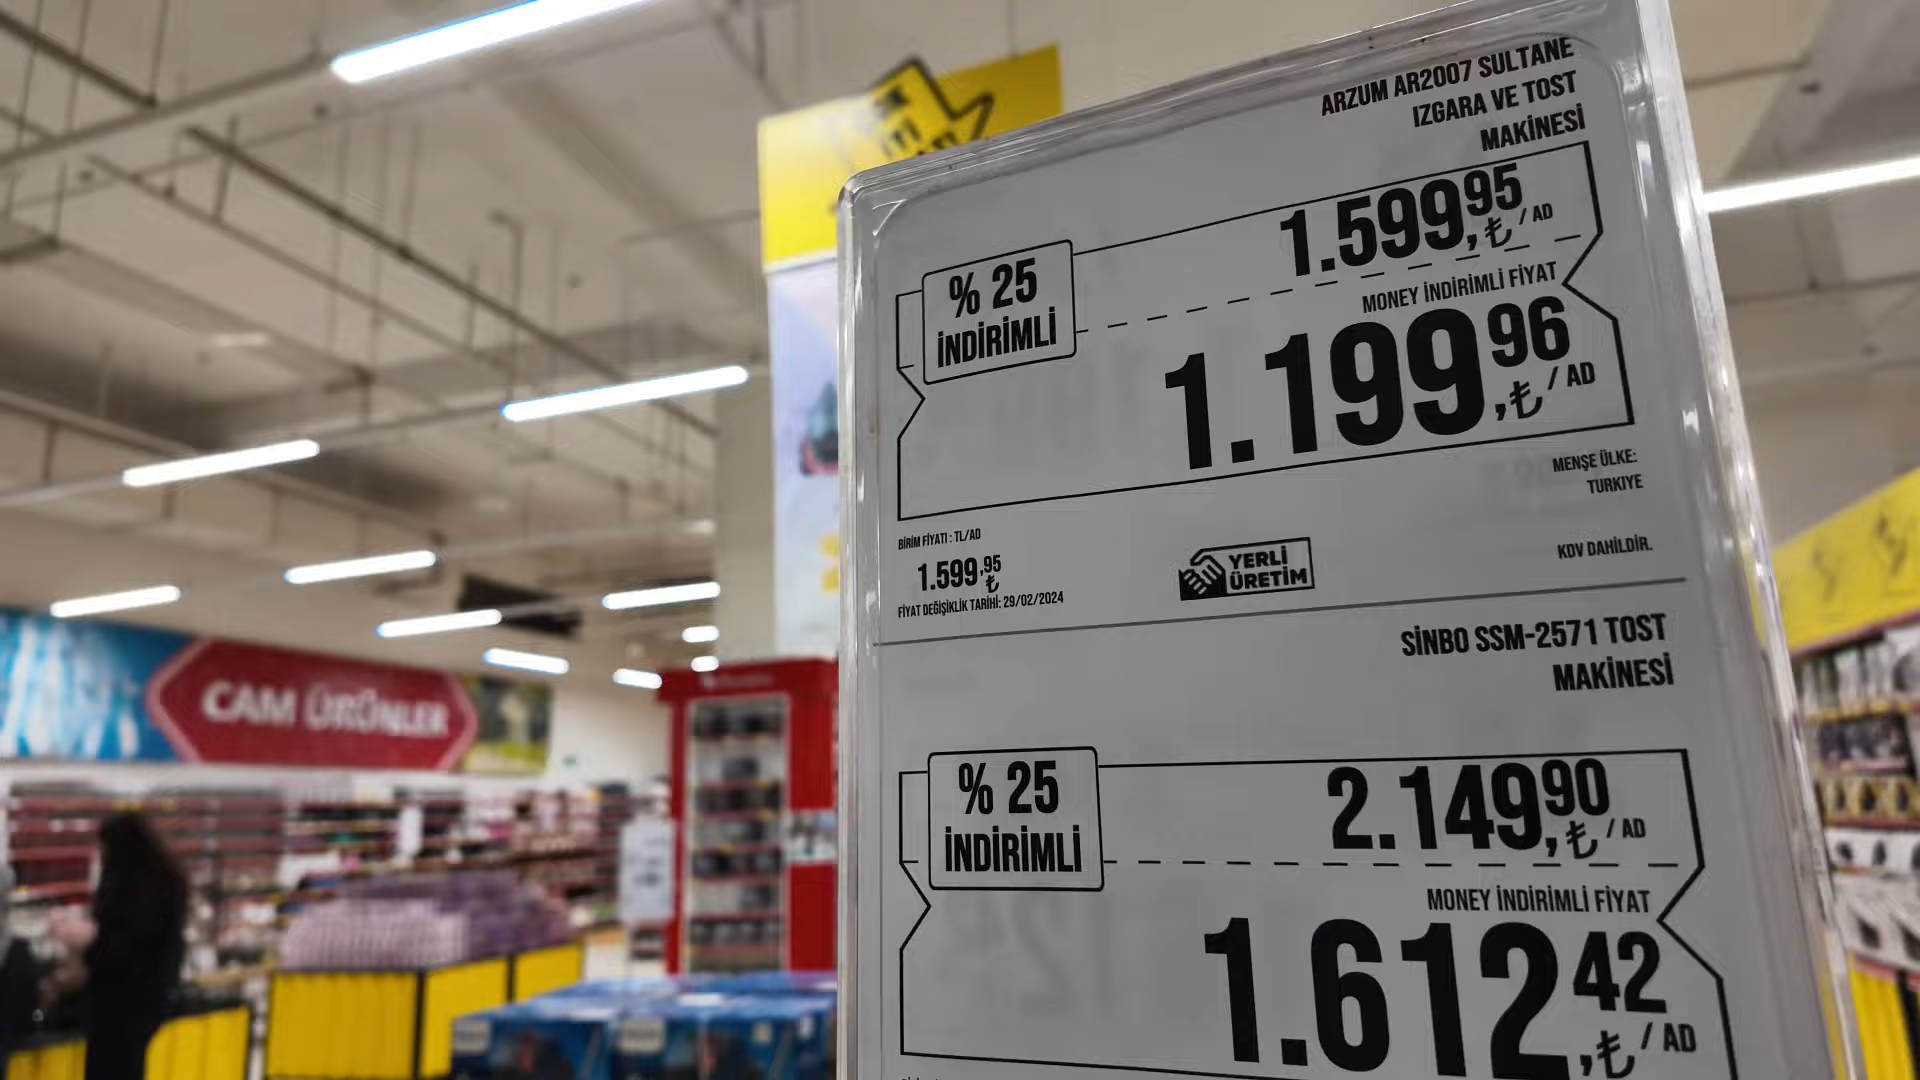 ARZUM AR2007 SULTANE
IZGARA VE TOST
MAKİNESİ
% 25
İNDİRİMLİ
1.599,95 ₺ / AD
MONEY İNDİRİMLİ FİYAT
1.199,96 ₺ / AD
MENŞE ÜLKE:
TURKIYE
BİRİM FİYATI : TL/AD
1.599,95 ₺
FİYAT DEĞİŞİKLİK TARİHİ: 29/02/2024
YERLİ
ÜRETİM
KDV DAHİLDİR.
SİNBO SSM-2571 TOST
MAKİNESİ
% 25
İNDİRİMLİ
2.149,90 ₺ / AD
MONEY İNDİRİMLİ FİYAT
1.612,42 ₺ / AD
CAM ÜRÜNLER